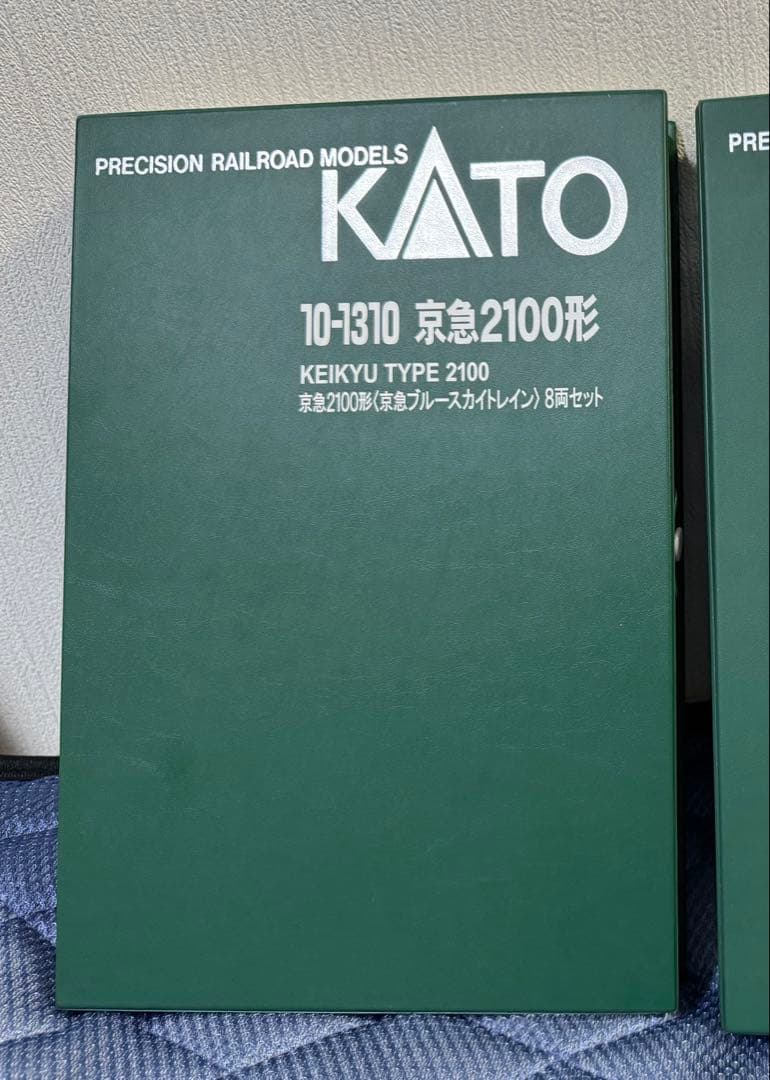 PRECISION RAILROAD MODELS
KATO
10-1310 京急2100形
KEIKYU TYPE 2100
京急2100形〈京急ブルースカイトレイン〉8両セット
PRE